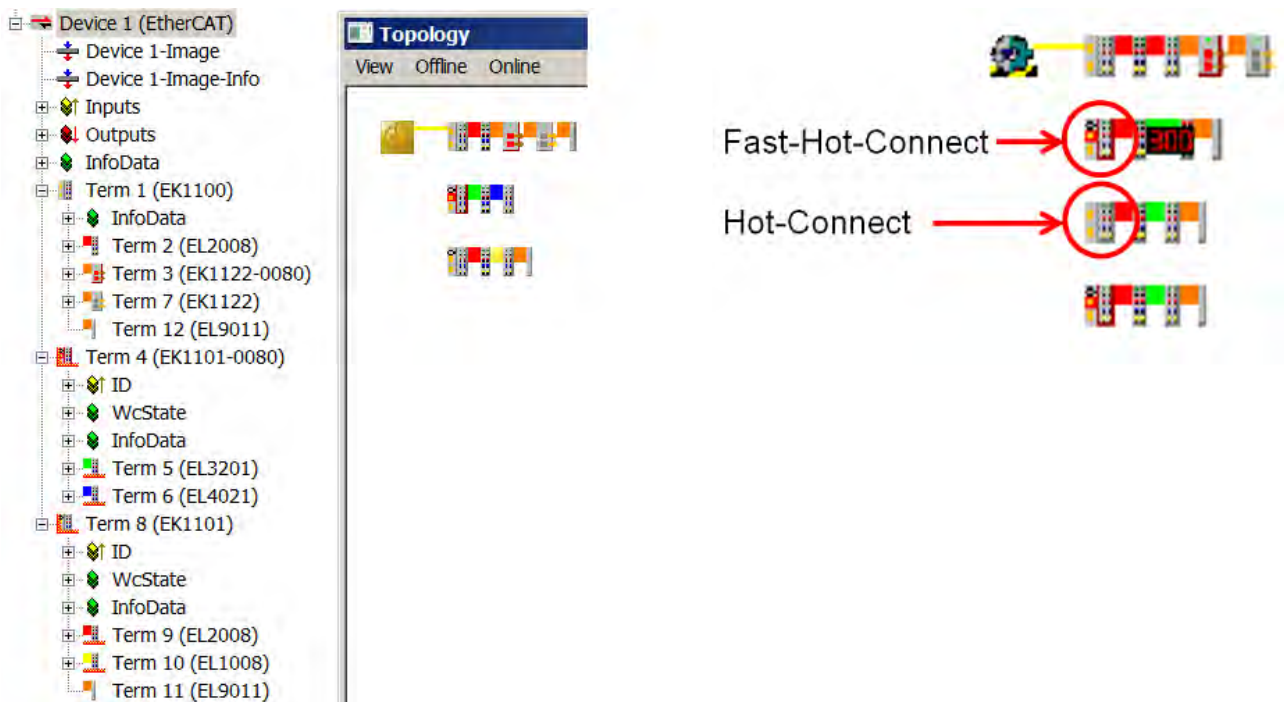 Device 1 (EtherCAT)
Device 1-Image
Device 1-Image-Info
Inputs
Outputs
InfoData
Term 1 (EK1100)
InfoData
Term 2 (EL2008)
Term 3 (EK1122-0080)
Term 7 (EK1122)
Term 12 (EL9011)
Term 4 (EK1101-0080)
ID
WcState
InfoData
Term 5 (EL3201)
Term 6 (EL4021)
Term 8 (EK1101)
ID
WcState
InfoData
Term 9 (EL2008)
Term 10 (EL1008)
Term 11 (EL9011)
Topology
View Offline Online
Fast-Hot-Connect
300
Hot-Connect